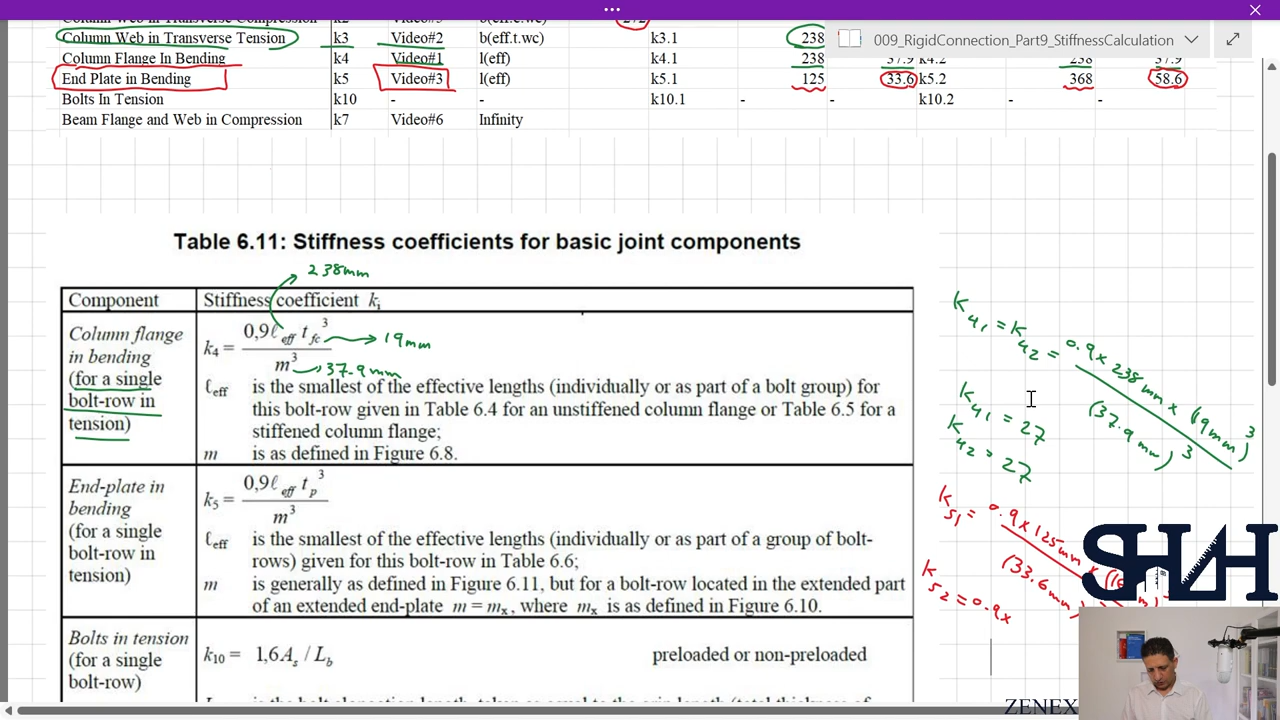 009_RigidConnection_Part9_StiffnessCalculation
Column Web in Transverse Tension k3 Video#2 b(eff.t.wc) k3.1 238
Column Flange In Bending k4 Video#1 l(eff) k4.1 238 37.9 k4.2 238 37.9
End Plate in Bending k5 Video#3 l(eff) k5.1 125 33.6 k5.2 368 58.6
Bolts In Tension k10 - - k10.1 - - k10.2 - -
Beam Flange and Web in Compression k7 Video#6 Infinity
Table 6.11: Stiffness coefficients for basic joint components
238mm
Component Stiffness coefficient ki
Column flange
in bending
(for a single
bolt-row in
tension)
k4 = 0,9ℓeff tfc³ / m³
19mm
37.9mm
ℓeff is the smallest of the effective lengths (individually or as part of a bolt group) for
this bolt-row given in Table 6.4 for an unstiffened column flange or Table 6.5 for a
stiffened column flange;
m is as defined in Figure 6.8.
End-plate in
bending
(for a single
bolt-row in
tension)
k5 = 0,9ℓeff tp³ / m³
ℓeff is the smallest of the effective lengths (individually or as part of a group of bolt-
rows) given for this bolt-row in Table 6.6;
m is generally as defined in Figure 6.11, but for a bolt-row located in the extended part
of an extended end-plate m = mx, where mx is as defined in Figure 6.10.
Bolts in tension
(for a single
bolt-row)
k10 = 1,6As / Lb preloaded or non-preloaded
K41 = K42 = 0.9x 238mm x (19mm)³
(37.9mm)³
K41 = 27
K42 = 27
K51 = 0.9x125mm x
(33.6mm)
K52 = 0.9x
SHZH
ZENEX